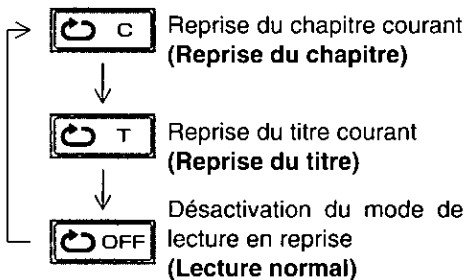 C Reprise du chapitre courant
(Reprise du chapitre)
T Reprise du titre courant
(Reprise du titre)
Désactivation du mode de
OFF lecture en reprise
(Lecture normal)